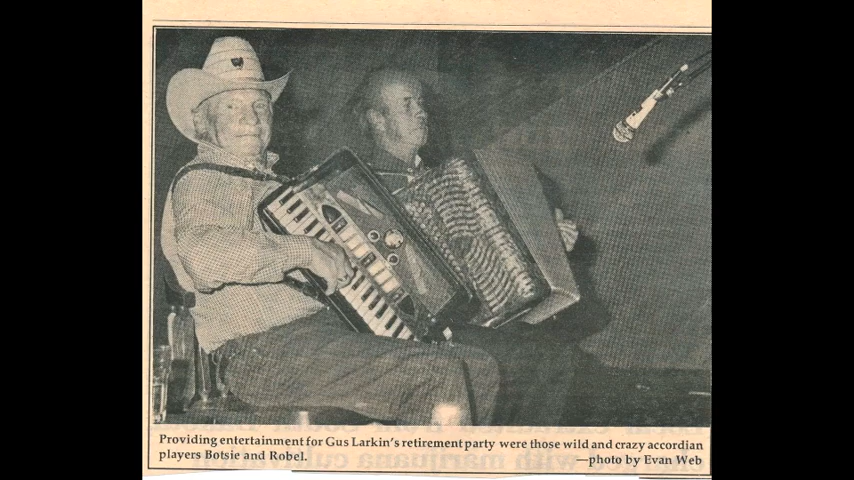 Providing entertainment for Gus Larkin's retirement party were those wild and crazy accordian
players Botsie and Robel. —photo by Evan Web